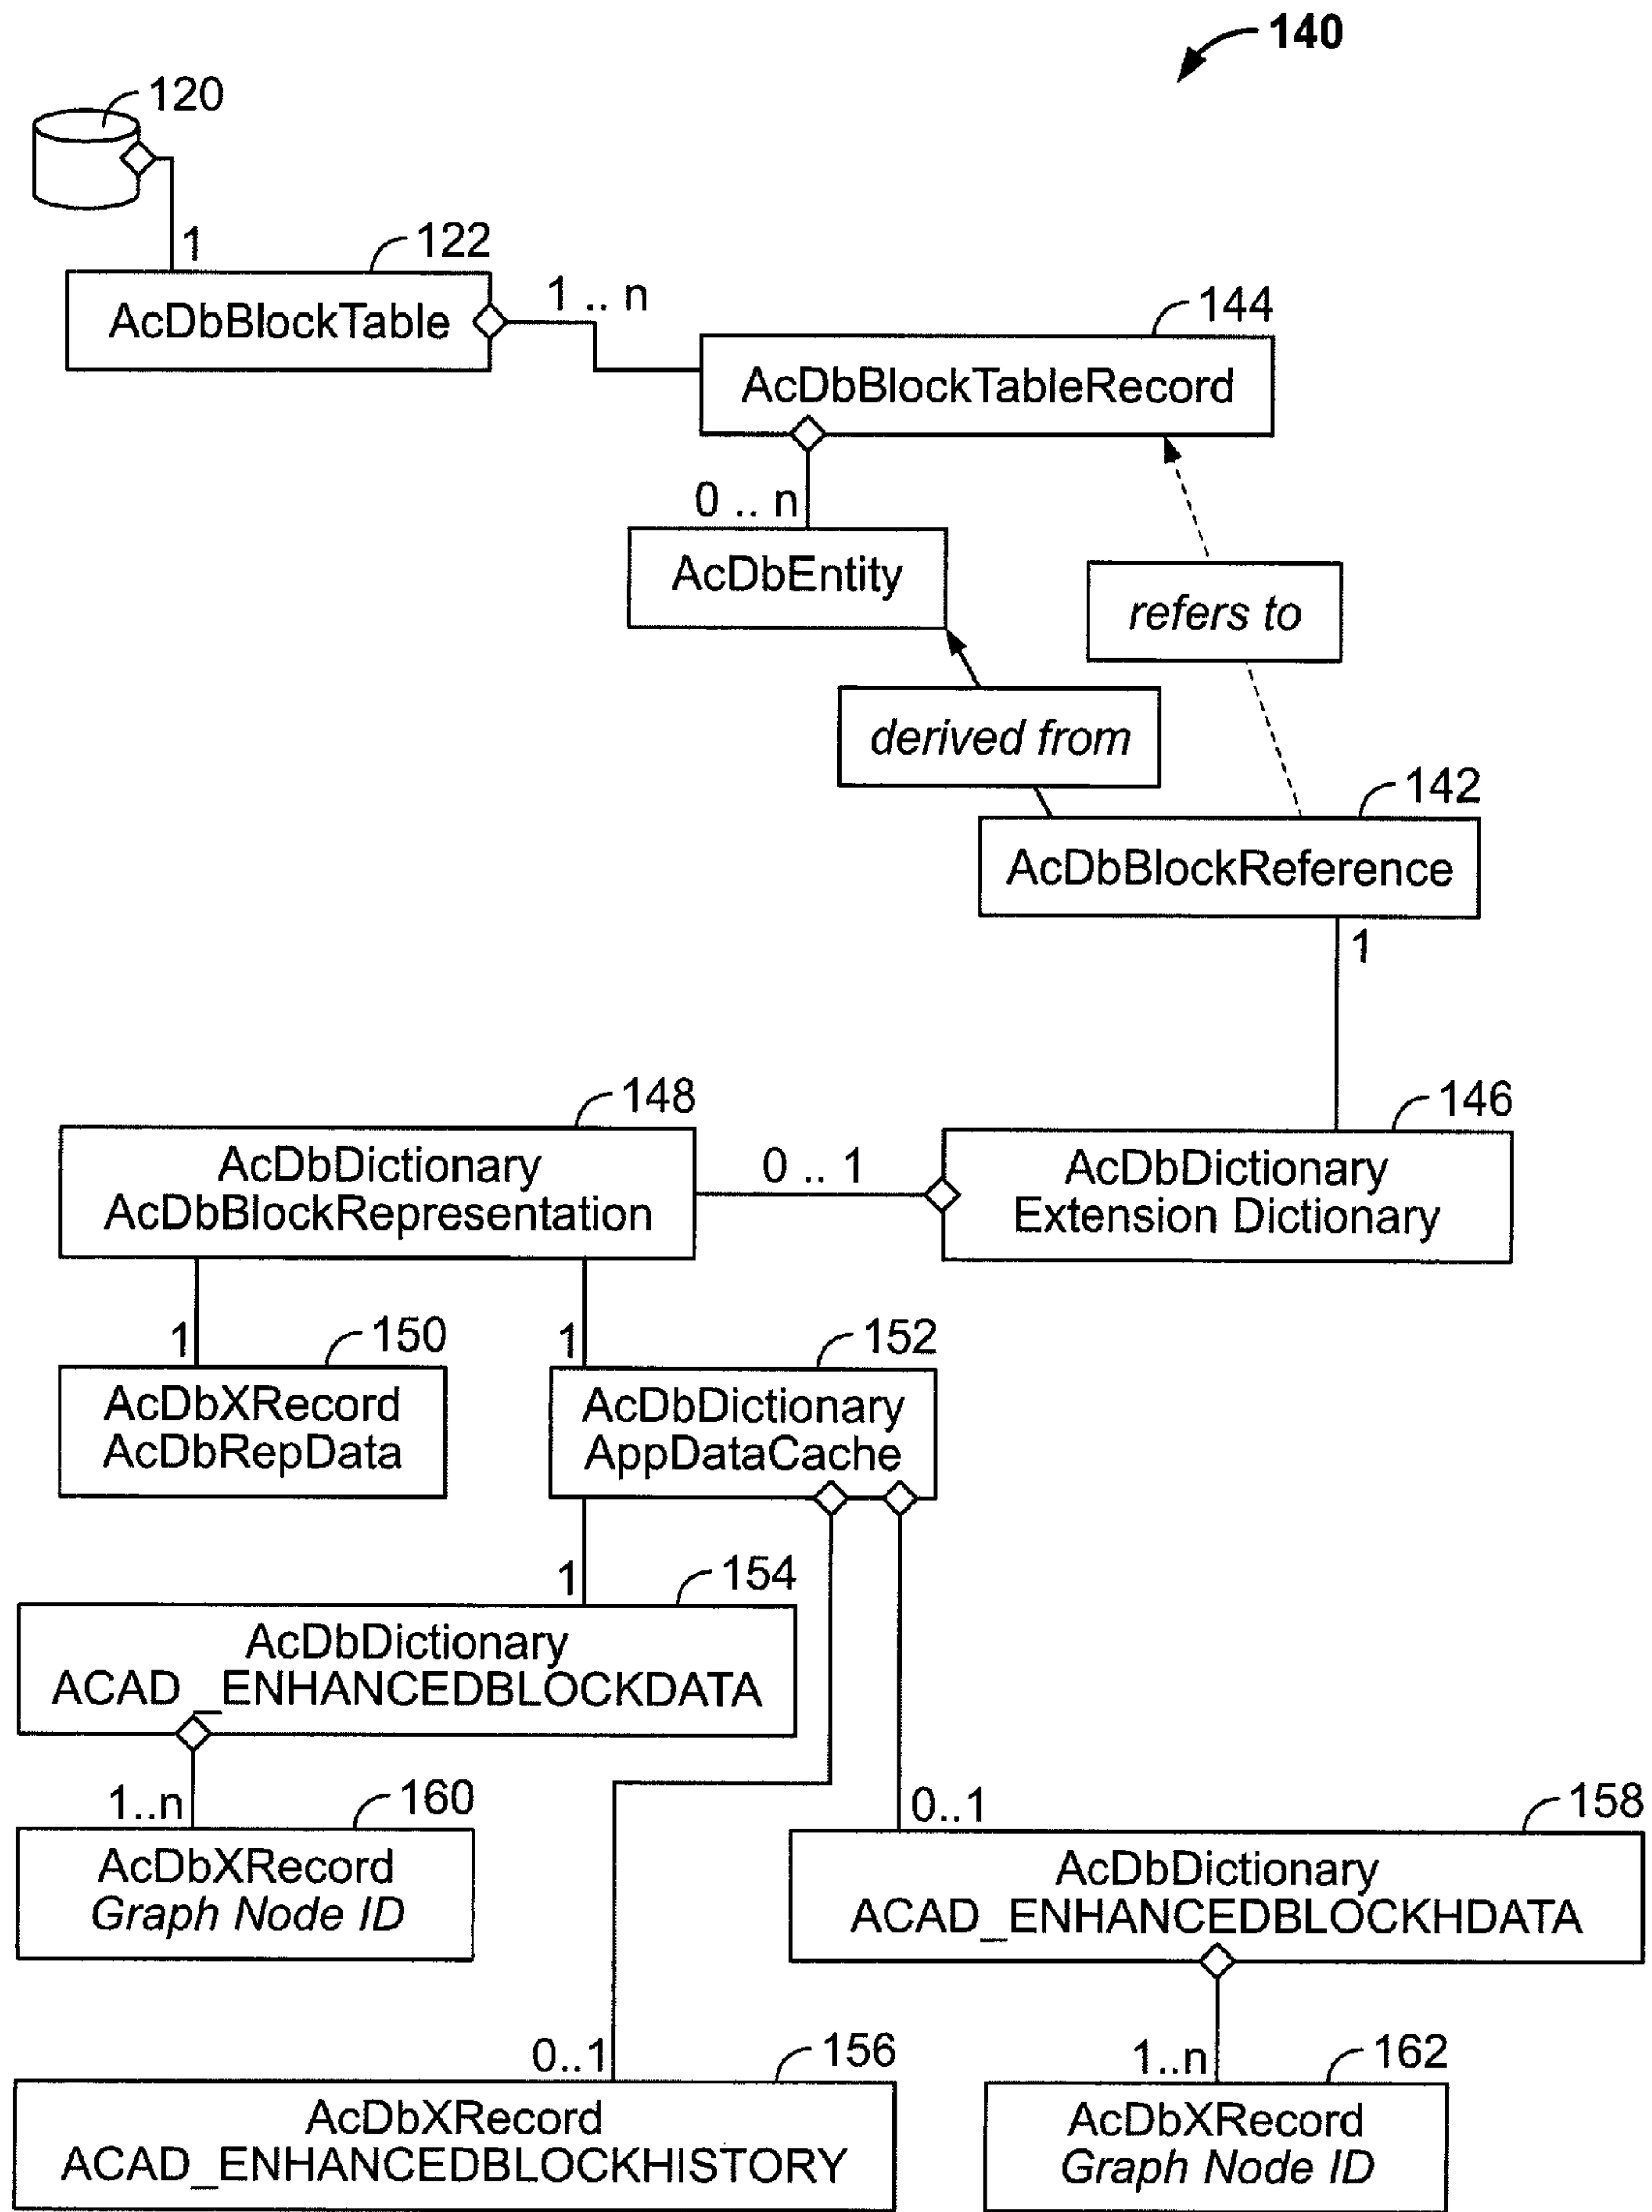 140
120
1
122
AcDbBlockTable
1 .. n
144
AcDbBlockTableRecord
0 .. n
AcDbEntity
refers to
derived from
142
AcDbBlockReference
1
148
AcDbDictionary
AcDbBlockRepresentation
0 .. 1
146
AcDbDictionary
Extension Dictionary
1
150
AcDbXRecord
AcDbRepData
1
152
AcDbDictionary
AppDataCache
1
154
AcDbDictionary
ACAD_ENHANCEDBLOCKDATA
1..n
160
AcDbXRecord
Graph Node ID
0..1
158
AcDbDictionary
ACAD_ENHANCEDBLOCKHDATA
0..1
156
AcDbXRecord
ACAD_ENHANCEDBLOCKHISTORY
1..n
162
AcDbXRecord
Graph Node ID